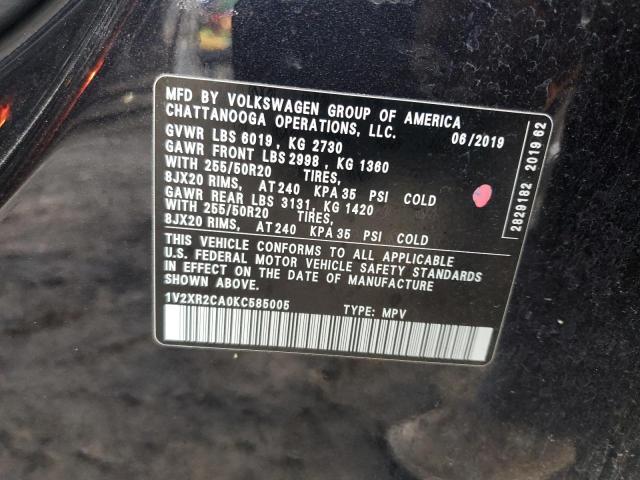 MFD BY VOLKSWAGEN GROUP OF AMERICA
CHATTANOOGA OPERATIONS, LLC. 06/2019
GVWR LBS 6019 , KG 2730
GAWR FRONT LBS 2998 , KG 1360
WITH 255/50R20 TIRES,
8JX20 RIMS, AT 240 KPA 35 PSI COLD
GAWR REAR LBS 3131, KG 1420
WITH 255/50R20 TIRES,
8JX20 RIMS, AT 240 KPA 35 PSI COLD
THIS VEHICLE CONFORMS TO ALL APPLICABLE
U.S. FEDERAL MOTOR VEHICLE SAFETY STANDARDS
IN EFFECT ON THE DATE OF MANUFACTURE
SHOWN ABOVE.
1V2XR2CA0KC585005 TYPE: MPV
2829182 2019 62